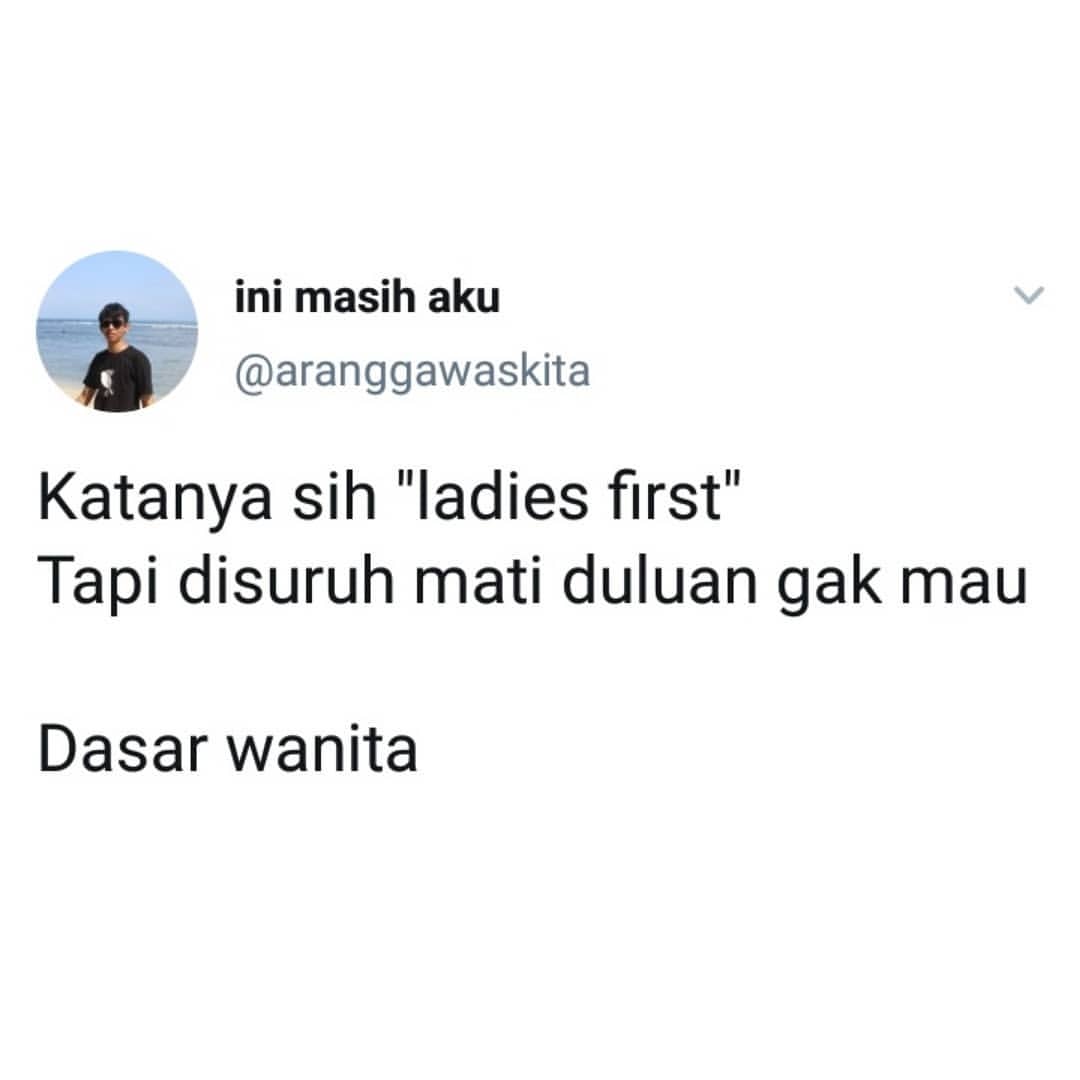 ini masih aku
@aranggawaskita
Katanya sih "ladies first"
Tapi disuruh mati duluan gak mau
Dasar wanita